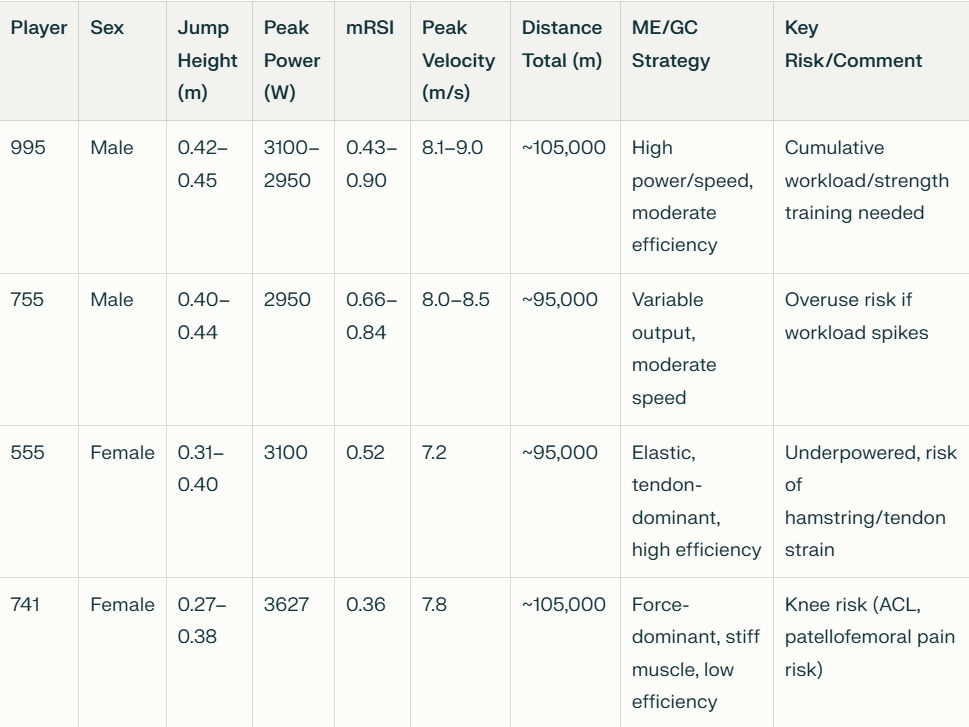 Player Sex Jump Height (m) Peak Power (W) mRSI Peak Velocity (m/s) Distance Total (m) ME/GC Strategy Key Risk/Comment
995 Male 0.42–0.45 3100–2950 0.43–0.90 8.1–9.0 ~105,000 High power/speed, moderate efficiency Cumulative workload/strength training needed
755 Male 0.40–0.44 2950 0.66–0.84 8.0–8.5 ~95,000 Variable output, moderate speed Overuse risk if workload spikes
555 Female 0.31–0.40 3100 0.52 7.2 ~95,000 Elastic, tendon-dominant, high efficiency Underpowered, risk of hamstring/tendon strain
741 Female 0.27–0.38 3627 0.36 7.8 ~105,000 Force-dominant, stiff muscle, low efficiency Knee risk (ACL, patellofemoral pain risk)